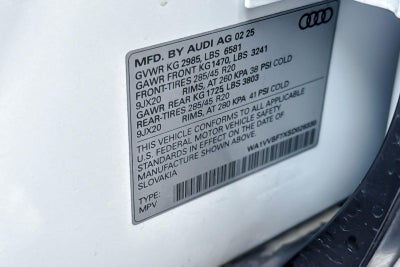 MFD. BY AUDI AG 02 25
GVWR KG 2985, LBS 6581
GAWR FRONT KG1470, LBS 3241
FRONT-TIRES 285/45 R20
9JX20 RIMS, AT 260 KPA 38 PSI COLD
GAWR REAR KG 1725, LBS 3803
REAR-TIRES 285/45 R20
9JX20 RIMS, AT 280 KPA 41 PSI COLD
THIS VEHICLE CONFORMS TO ALL APPLICABLE
U.S. FEDERAL MOTOR VEHICLE SAFETY
STANDARDS IN EFFECT ON THE DATE OF
MANUFACTURE SHOWN ABOVE
SLOVAKIA
TYPE:
MPV